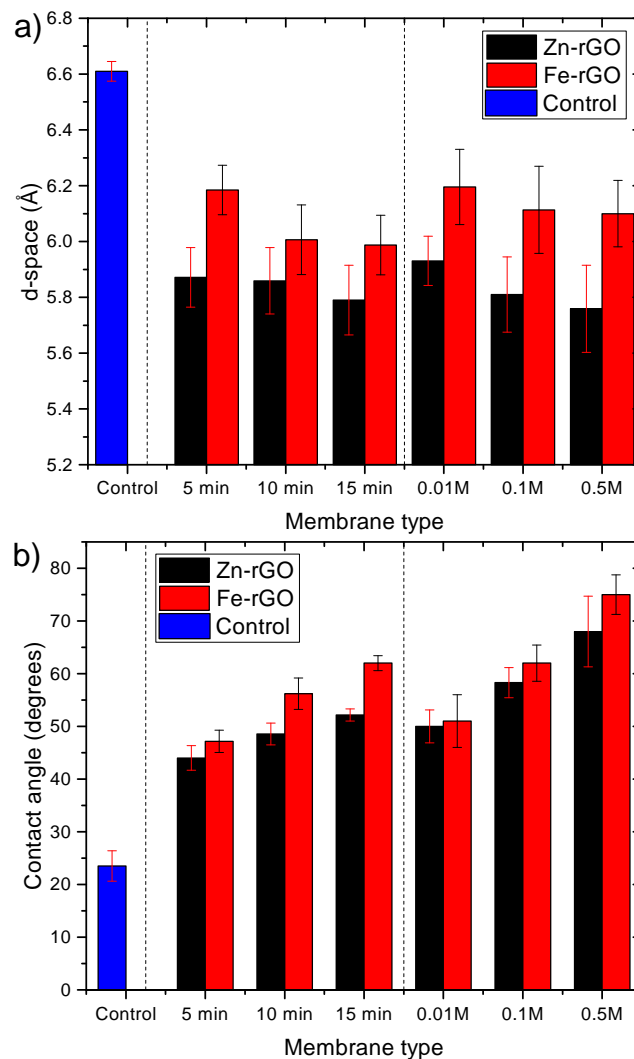 a)
6.8
6.6
6.4
6.2
6.0
5.8
5.6
5.4
5.2
d-space (Å)
Zn-rGO
Fe-rGO
Control
Control 5 min 10 min 15 min 0.01M 0.1M 0.5M
Membrane type
b)
80
70
60
50
40
30
20
10
0
Contact angle (degrees)
Zn-rGO
Fe-rGO
Control
Control 5 min 10 min 15 min 0.01M 0.1M 0.5M
Membrane type